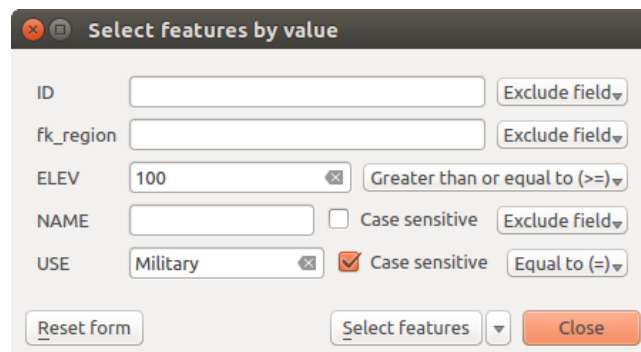 Select features by value
ID Exclude field
fk_region Exclude field
ELEV 100 Greater than or equal to (>=)
NAME Case sensitive Exclude field
USE Military Case sensitive Equal to (=)
Reset form Select features Close